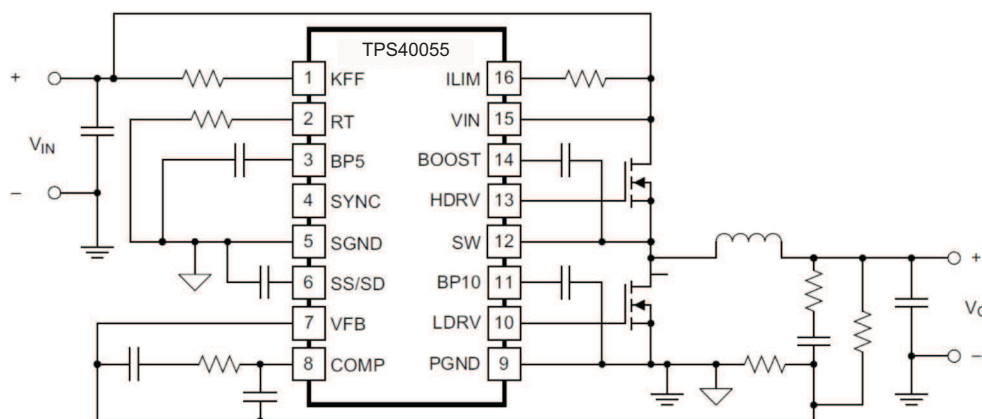 TPS40055
+
1 KFF
ILIM 16
2 RT
VIN 15
VIN
3 BP5
BOOST 14
−
4 SYNC
HDRV 13
5 SGND
SW 12
+
6 SS/SD
BP10 11
7 VFB
LDRV 10
−
8 COMP
PGND 9